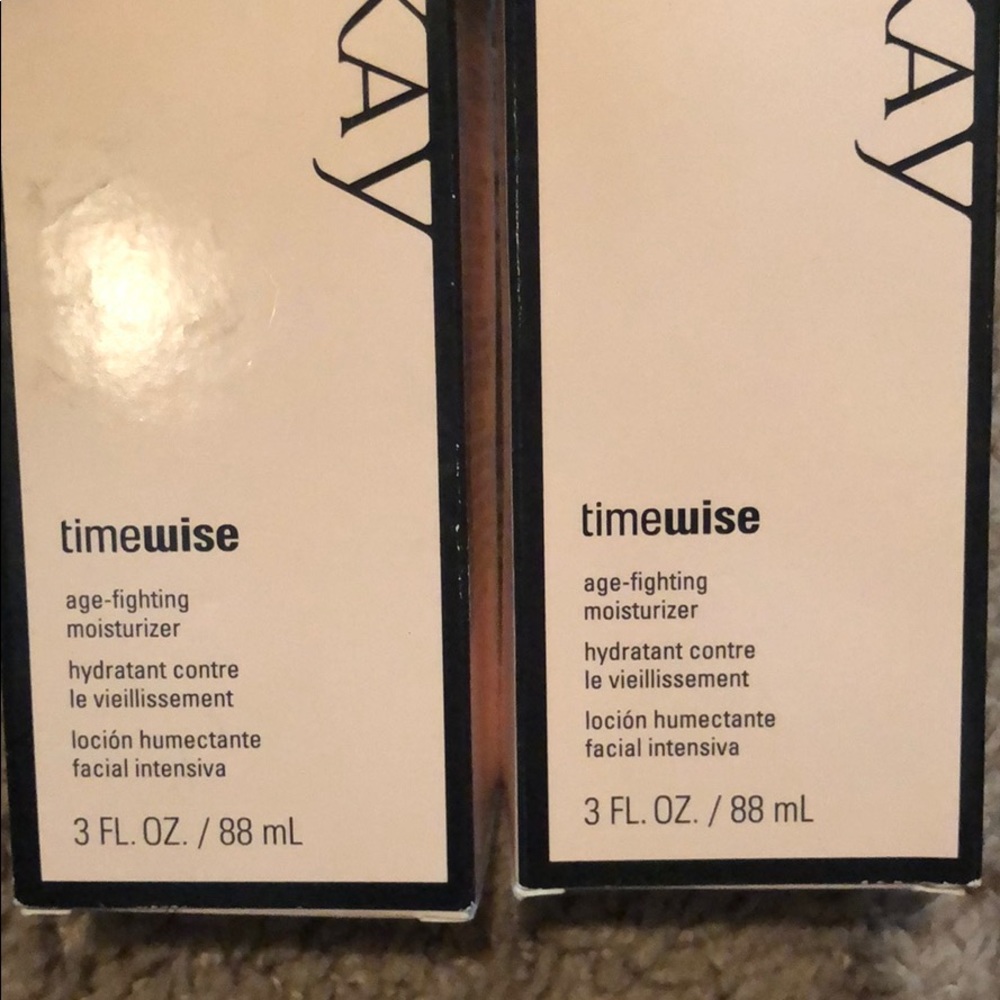 KAY
timewise
age-fighting
moisturizer
hydratant contre
le vieillissement
loción humectante
facial intensiva
3 FL. OZ. / 88 mL
KAY
timewise
age-fighting
moisturizer
hydratant contre
le vieillissement
loción humectante
facial intensiva
3 FL. OZ. / 88 mL